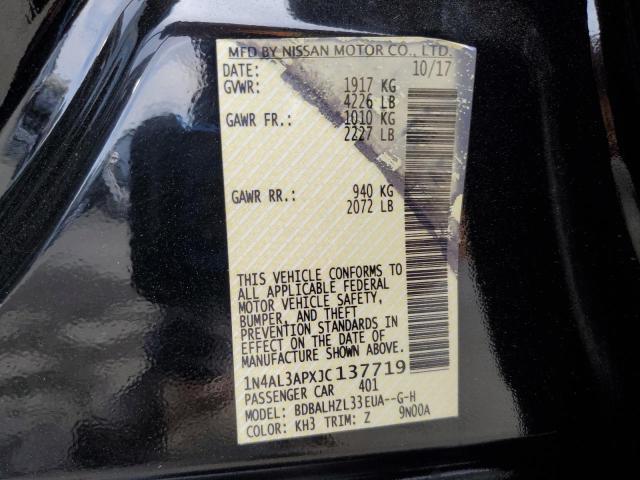 MFD BY NISSAN MOTOR CO., LTD.
DATE: 10/17
GVWR: 1917 KG
4226 LB
GAWR FR.: 1010 KG
2227 LB
GAWR RR.: 940 KG
2072 LB
THIS VEHICLE CONFORMS TO
ALL APPLICABLE FEDERAL
MOTOR VEHICLE SAFETY,
BUMPER, AND THEFT
PREVENTION STANDARDS IN
EFFECT ON THE DATE OF
MANUFACTURE SHOWN ABOVE.
1N4AL3APXJC137719
PASSENGER CAR 401
MODEL: BDBALHZL33EUA--G-H
COLOR: KH3 TRIM: Z 9N00A